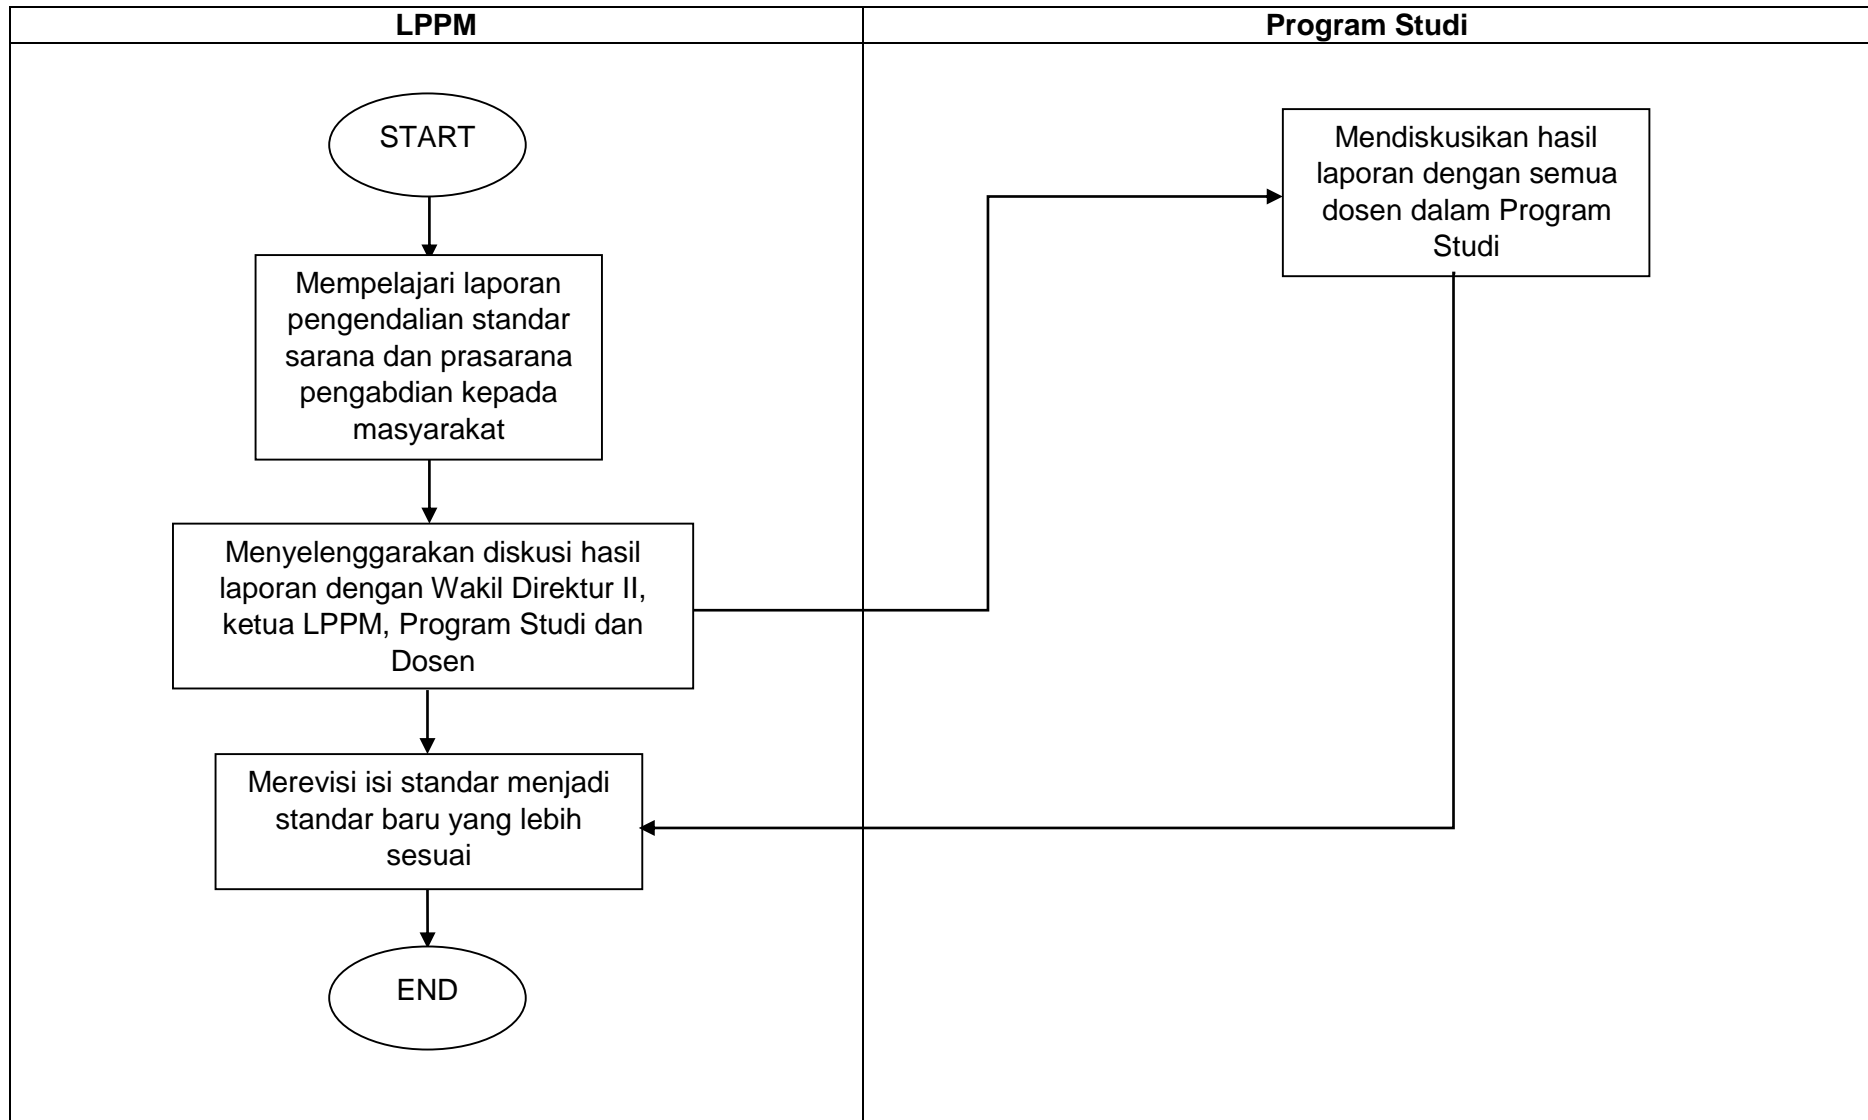 LPPM
Program Studi
START
Mempelajari laporan
pengendalian standar
sarana dan prasarana
pengabdian kepada
masyarakat
Menyelenggarakan diskusi hasil
laporan dengan Wakil Direktur II,
ketua LPPM, Program Studi dan
Dosen
Merevisi isi standar menjadi
standar baru yang lebih
sesuai
END
Mendiskusikan hasil
laporan dengan semua
dosen dalam Program
Studi